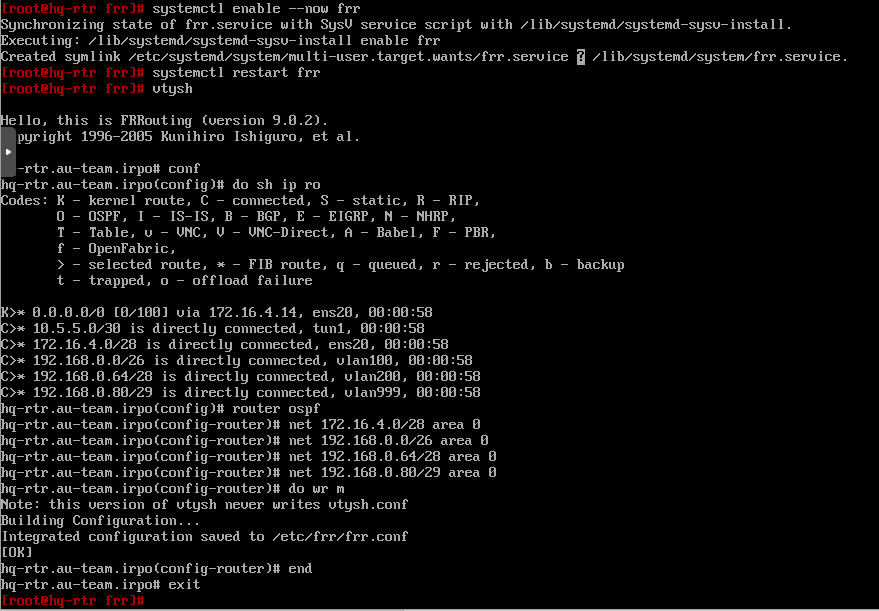 [root@hq-rtr frr]# systemctl enable --now frr
Synchronizing state of frr.service with SysV service script with /lib/systemd/systemd-sysv-install.
Executing: /lib/systemd/systemd-sysv-install enable frr
Created symlink /etc/systemd/system/multi-user.target.wants/frr.service ? /lib/systemd/system/frr.service.
[root@hq-rtr frr]# systemctl restart frr
[root@hq-rtr frr]# vtysh
Hello, this is FRRouting (version 9.0.2).
pyright 1996-2005 Kunihiro Ishiguro, et al.
-rtr.au-team.irpo# conf
hq-rtr.au-team.irpo(config)# do sh ip ro
Codes: K - kernel route, C - connected, S - static, R - RIP,
       O - OSPF, I - IS-IS, B - BGP, E - EIGRP, N - NHRP,
       T - Table, v - VNC, V - VNC-Direct, A - Babel, F - PBR,
       f - OpenFabric,
       > - selected route, * - FIB route, q - queued, r - rejected, b - backup
       t - trapped, o - offload failure
K>* 0.0.0.0/0 [0/100] via 172.16.4.14, ens20, 00:00:58
C>* 10.5.5.0/30 is directly connected, tun1, 00:00:58
C>* 172.16.4.0/28 is directly connected, ens20, 00:00:58
C>* 192.168.0.0/26 is directly connected, vlan100, 00:00:58
C>* 192.168.0.64/28 is directly connected, vlan200, 00:00:58
C>* 192.168.0.80/29 is directly connected, vlan999, 00:00:58
hq-rtr.au-team.irpo(config)# router ospf
hq-rtr.au-team.irpo(config-router)# net 172.16.4.0/28 area 0
hq-rtr.au-team.irpo(config-router)# net 192.168.0.0/26 area 0
hq-rtr.au-team.irpo(config-router)# net 192.168.0.64/28 area 0
hq-rtr.au-team.irpo(config-router)# net 192.168.0.80/29 area 0
hq-rtr.au-team.irpo(config-router)# do wr m
Note: this version of vtysh never writes vtysh.conf
Building Configuration...
Integrated configuration saved to /etc/frr/frr.conf
[OK]
hq-rtr.au-team.irpo(config-router)# end
hq-rtr.au-team.irpo# exit
[root@hq-rtr frr]#